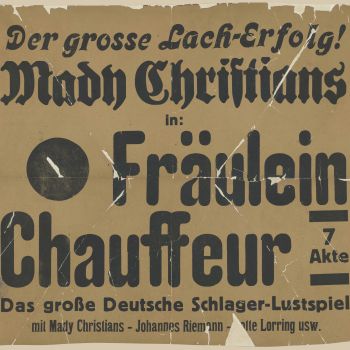 Der grosse Lach-Erfolg!
Mady Christians
in:
Fräulein
Chauffeur
7
Akte
Das große Deutsche Schlager-Lustspiel
mit Mady Christians - Johannes Riemann - Lorring usw.